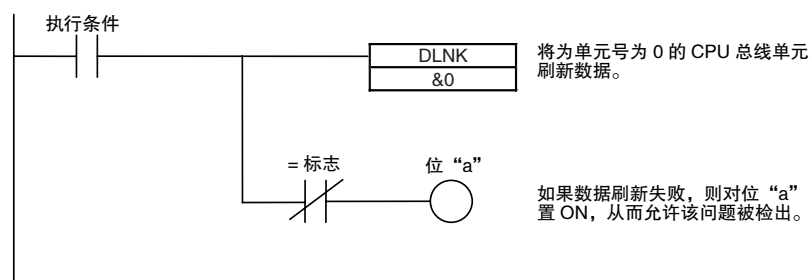 执行条件
DLNK
&0
将为单元号为 0 的 CPU 总线单元
刷新数据。
= 标志
位“a”
如果数据刷新失败，则对位“a”
置 ON，从而允许该问题被检出。